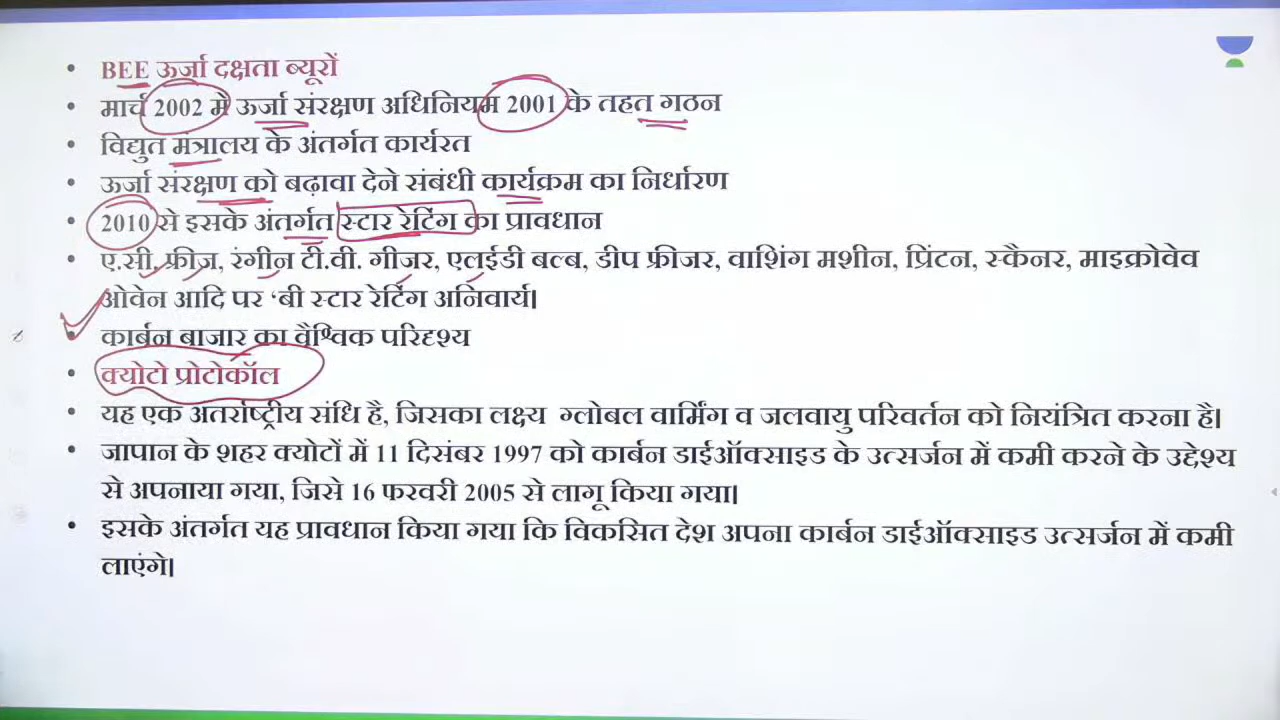 • BEE ऊर्जा दक्षता ब्यूरों
• मार्च 2002 मै ऊर्जा संरक्षण अधिनियम 2001 के तहत गठन
• विद्युत मंत्रालय के अंतर्गत कार्यरत
• ऊर्जा संरक्षण को बढ़ावा देने संबंधी कार्यक्रम का निर्धारण
• 2010 से इसके अंतर्गत स्टार रेटिंग का प्रावधान
• ए.सी. फ्रीज, रंगीन टी.वी. गीजर, एलईडी बल्ब, डीप फ्रीजर, वाशिंग मशीन, प्रिंटन, स्कैनर, माइक्रोवेव
ओवेन आदि पर ‘बी स्टार रेटिंग अनिवार्य।
• कार्बन बाजार का वैश्विक परिदृश्य
• क्योटो प्रोटोकॉल
• यह एक अतर्राष्ट्रीय संधि है, जिसका लक्ष्य ग्लोबल वार्मिंग व जलवायु परिवर्तन को नियंत्रित करना है।
• जापान के शहर क्योटों में 11 दिसंबर 1997 को कार्बन डाईऑक्साइड के उत्सर्जन में कमी करने के उद्देश्य
से अपनाया गया, जिसे 16 फरवरी 2005 से लागू किया गया।
• इसके अंतर्गत यह प्रावधान किया गया कि विकसित देश अपना कार्बन डाईऑक्साइड उत्सर्जन में कमी
लाएंगे।